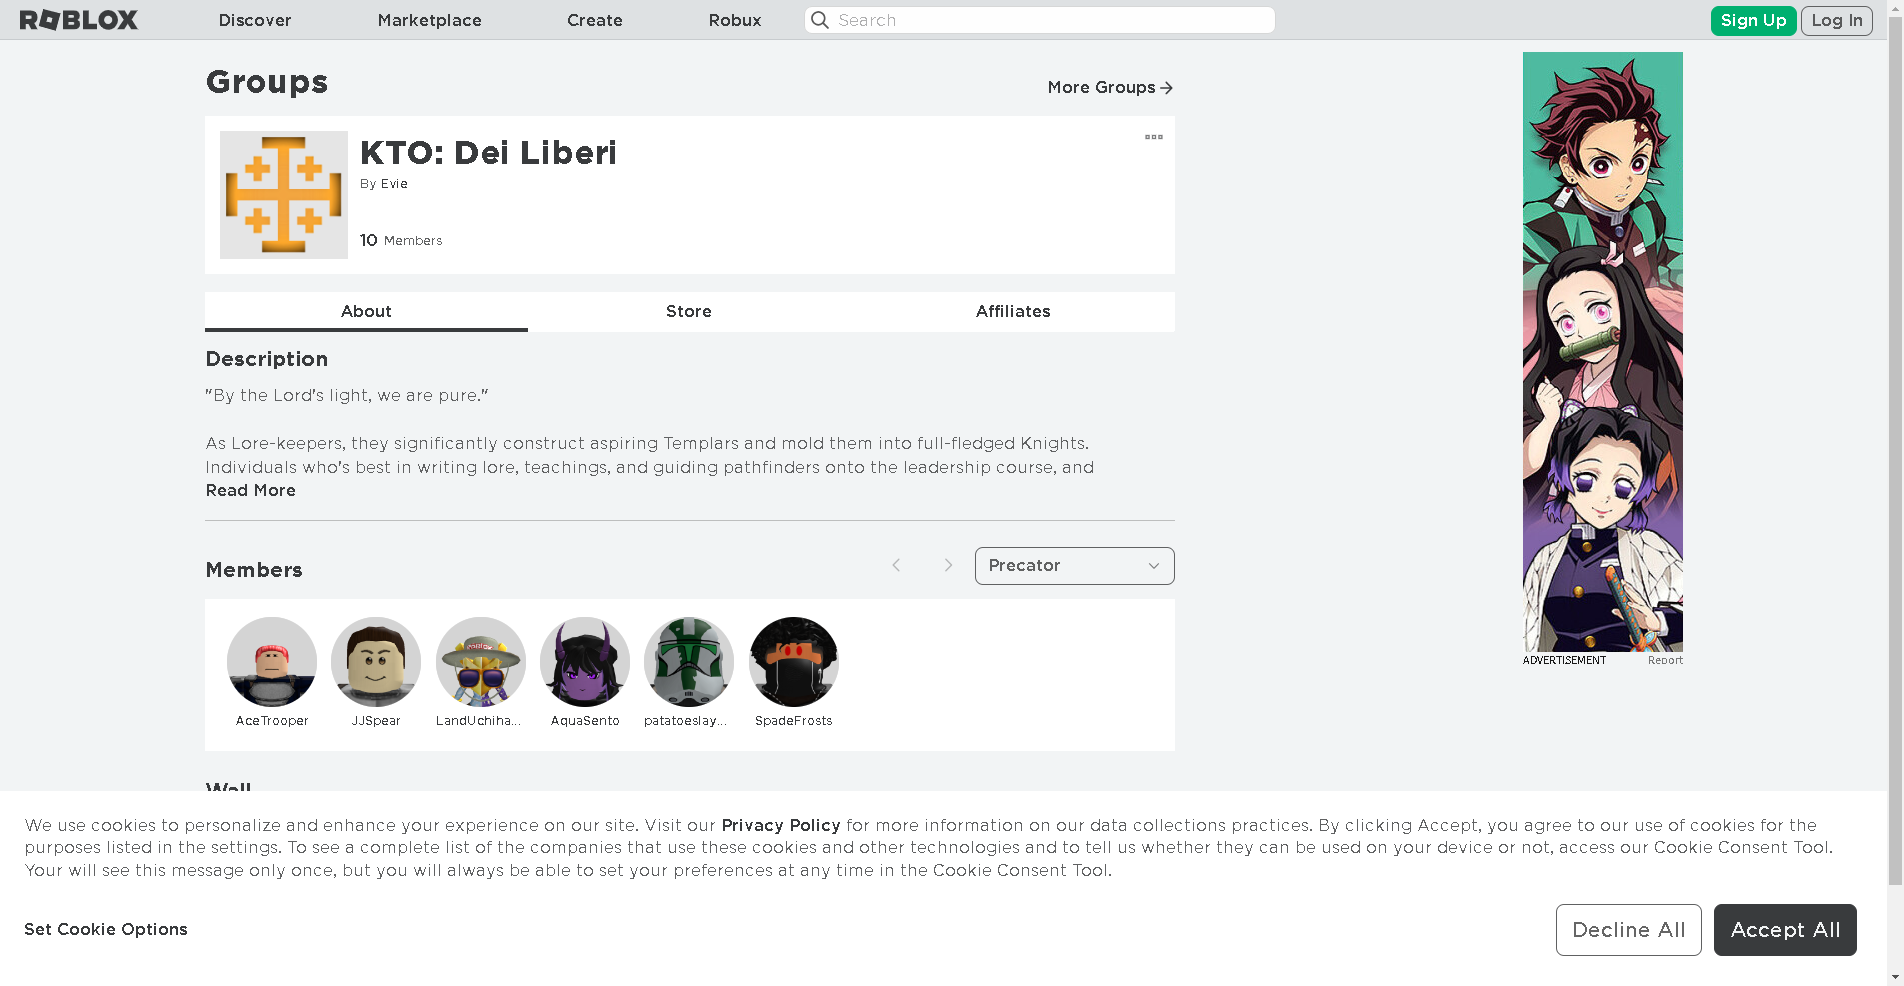 ROBLOX
Discover
Marketplace
Create
Robux
Search
Sign Up
Log In
Groups
More Groups
KTO: Dei Liberi
By Evie
10 Members
About
Store
Affiliates
Description
"By the Lord's light, we are pure."
As Lore-keepers, they significantly construct aspiring Templars and mold them into full-fledged Knights.
Individuals who's best in writing lore, teachings, and guiding pathfinders onto the leadership course, and
Read More
ADVERTISEMENT
Report
Members
Precator
AceTrooper
JJSpear
LandUchiha...
AquaSento
patatoeslay...
SpadeFrosts
Wall
We use cookies to personalize and enhance your experience on our site. Visit our Privacy Policy for more information on our data collections practices. By clicking Accept, you agree to our use of cookies for the
purposes listed in the settings. To see a complete list of the companies that use these cookies and other technologies and to tell us whether they can be used on your device or not, access our Cookie Consent Tool.
Your will see this message only once, but you will always be able to set your preferences at any time in the Cookie Consent Tool.
Set Cookie Options
Decline All
Accept All